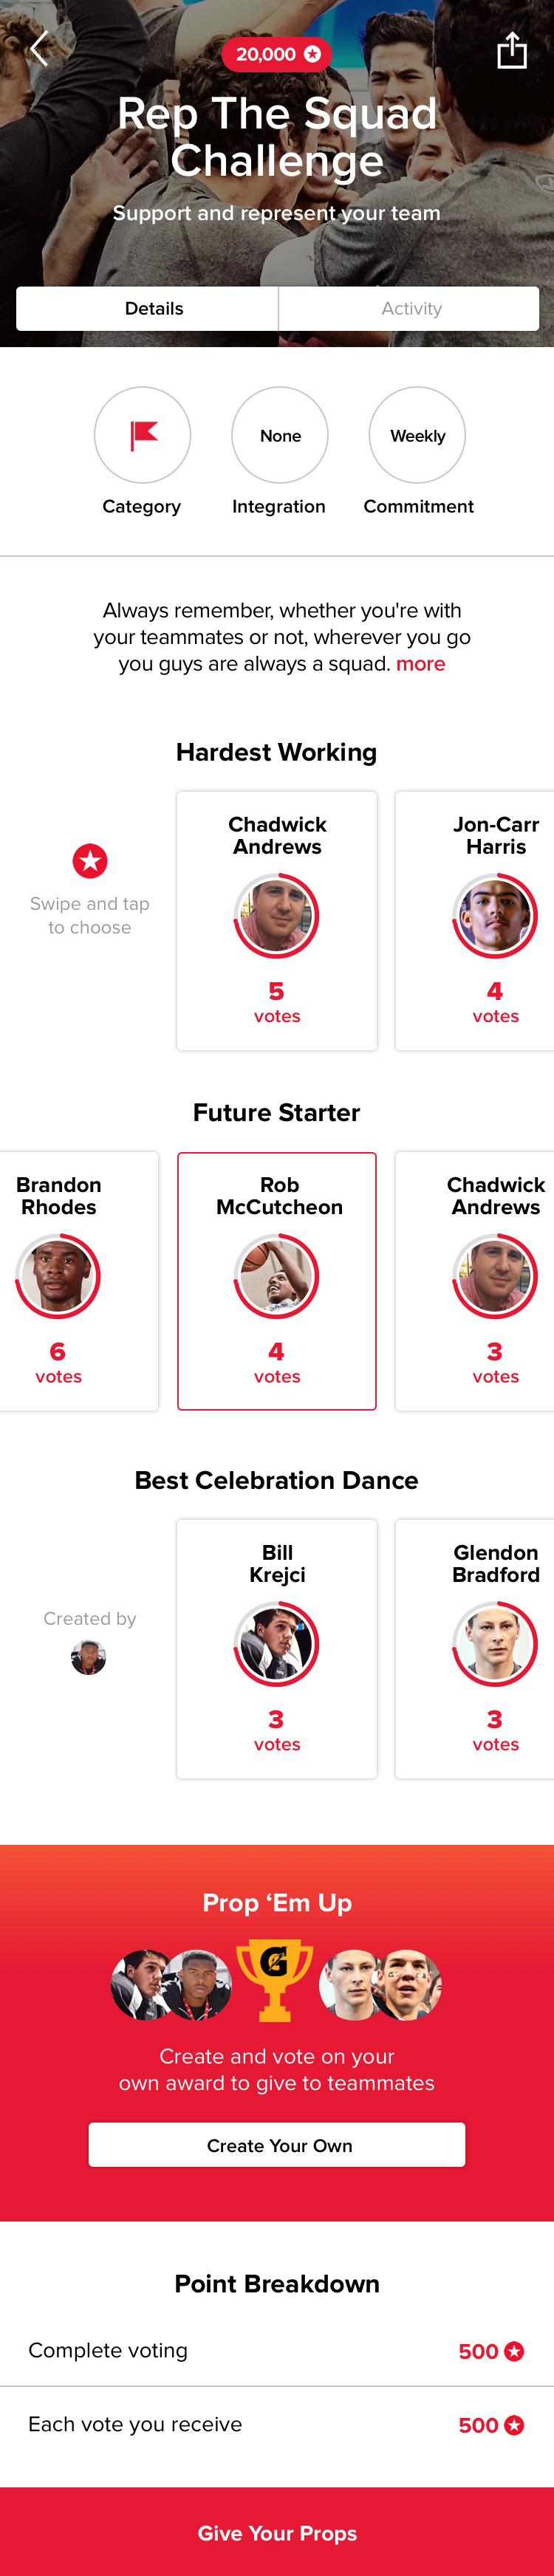 20,000
Rep The Squad
Challenge
Support and represent your team
Details
Activity
None
Weekly
Category
Integration
Commitment
Always remember, whether you're with
your teammates or not, wherever you go
you guys are always a squad. more
Hardest Working
Swipe and tap
to choose
Chadwick
Andrews
5
votes
Jon-Carr
Harris
4
votes
Future Starter
Brandon
Rhodes
6
votes
Rob
McCutcheon
4
votes
Chadwick
Andrews
3
votes
Best Celebration Dance
Created by
Bill
Krejci
3
votes
Glendon
Bradford
3
votes
Prop ‘Em Up
G
Create and vote on your
own award to give to teammates
Create Your Own
Point Breakdown
Complete voting
500
Each vote you receive
500
Give Your Props